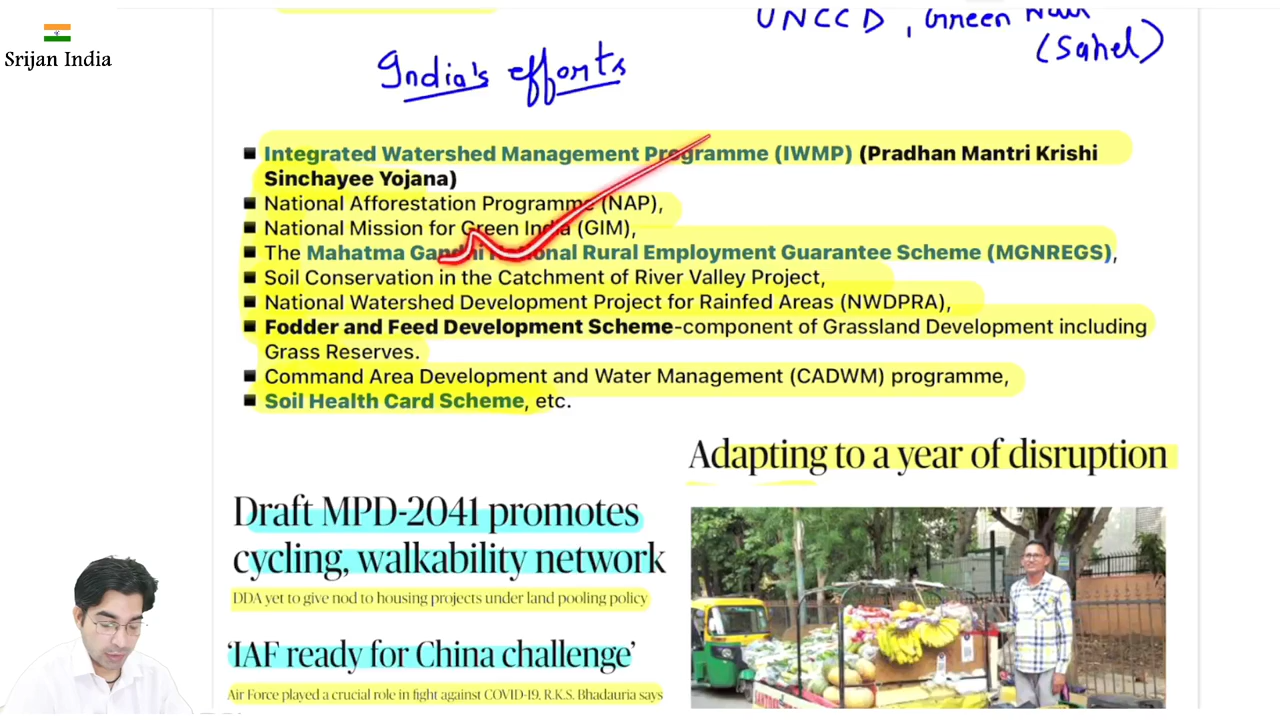 Srijan India
UNCCD, Green
(Sahel)
India's efforts
Integrated Watershed Management Programme (IWMP) (Pradhan Mantri Krishi
Sinchayee Yojana)
National Afforestation Programme (NAP),
National Mission for Green India (GIM),
The Mahatma Gandhi National Rural Employment Guarantee Scheme (MGNREGS),
Soil Conservation in the Catchment of River Valley Project,
National Watershed Development Project for Rainfed Areas (NWDPRA),
Fodder and Feed Development Scheme-component of Grassland Development including
Grass Reserves.
Command Area Development and Water Management (CADWM) programme,
Soil Health Card Scheme, etc.
Draft MPD-2041 promotes
cycling, walkability network
DDA yet to give nod to housing projects under land pooling policy
'IAF ready for China challenge'
Air Force played a crucial role in fight against COVID-19, R.K.S. Bhadauria says
Adapting to a year of disruption